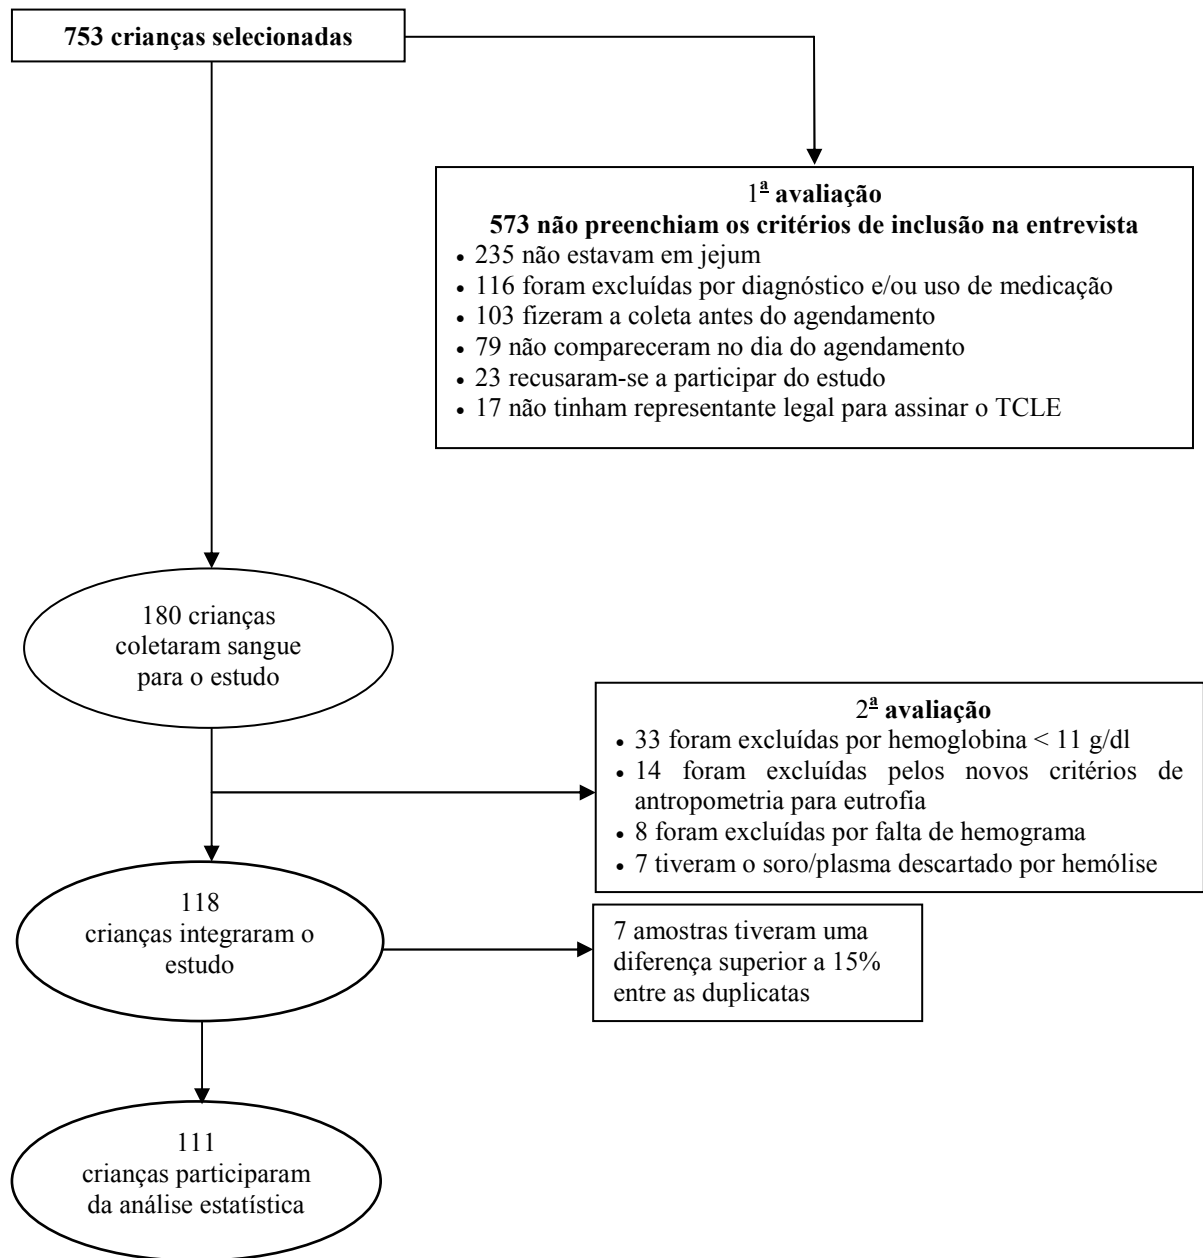 753 crianças selecionadas
1ª avaliação
573 não preenchiam os critérios de inclusão na entrevista
• 235 não estavam em jejum
• 116 foram excluídas por diagnóstico e/ou uso de medicação
• 103 fizeram a coleta antes do agendamento
• 79 não compareceram no dia do agendamento
• 23 recusaram-se a participar do estudo
• 17 não tinham representante legal para assinar o TCLE
180 crianças
coletaram sangue
para o estudo
2ª avaliação
• 33 foram excluídas por hemoglobina < 11 g/dl
• 14 foram excluídas pelos novos critérios de
antropometria para eutrofia
• 8 foram excluídas por falta de hemograma
• 7 tiveram o soro/plasma descartado por hemólise
118
crianças integraram o
estudo
7 amostras tiveram uma
diferença superior a 15%
entre as duplicatas
111
crianças participaram
da análise estatística